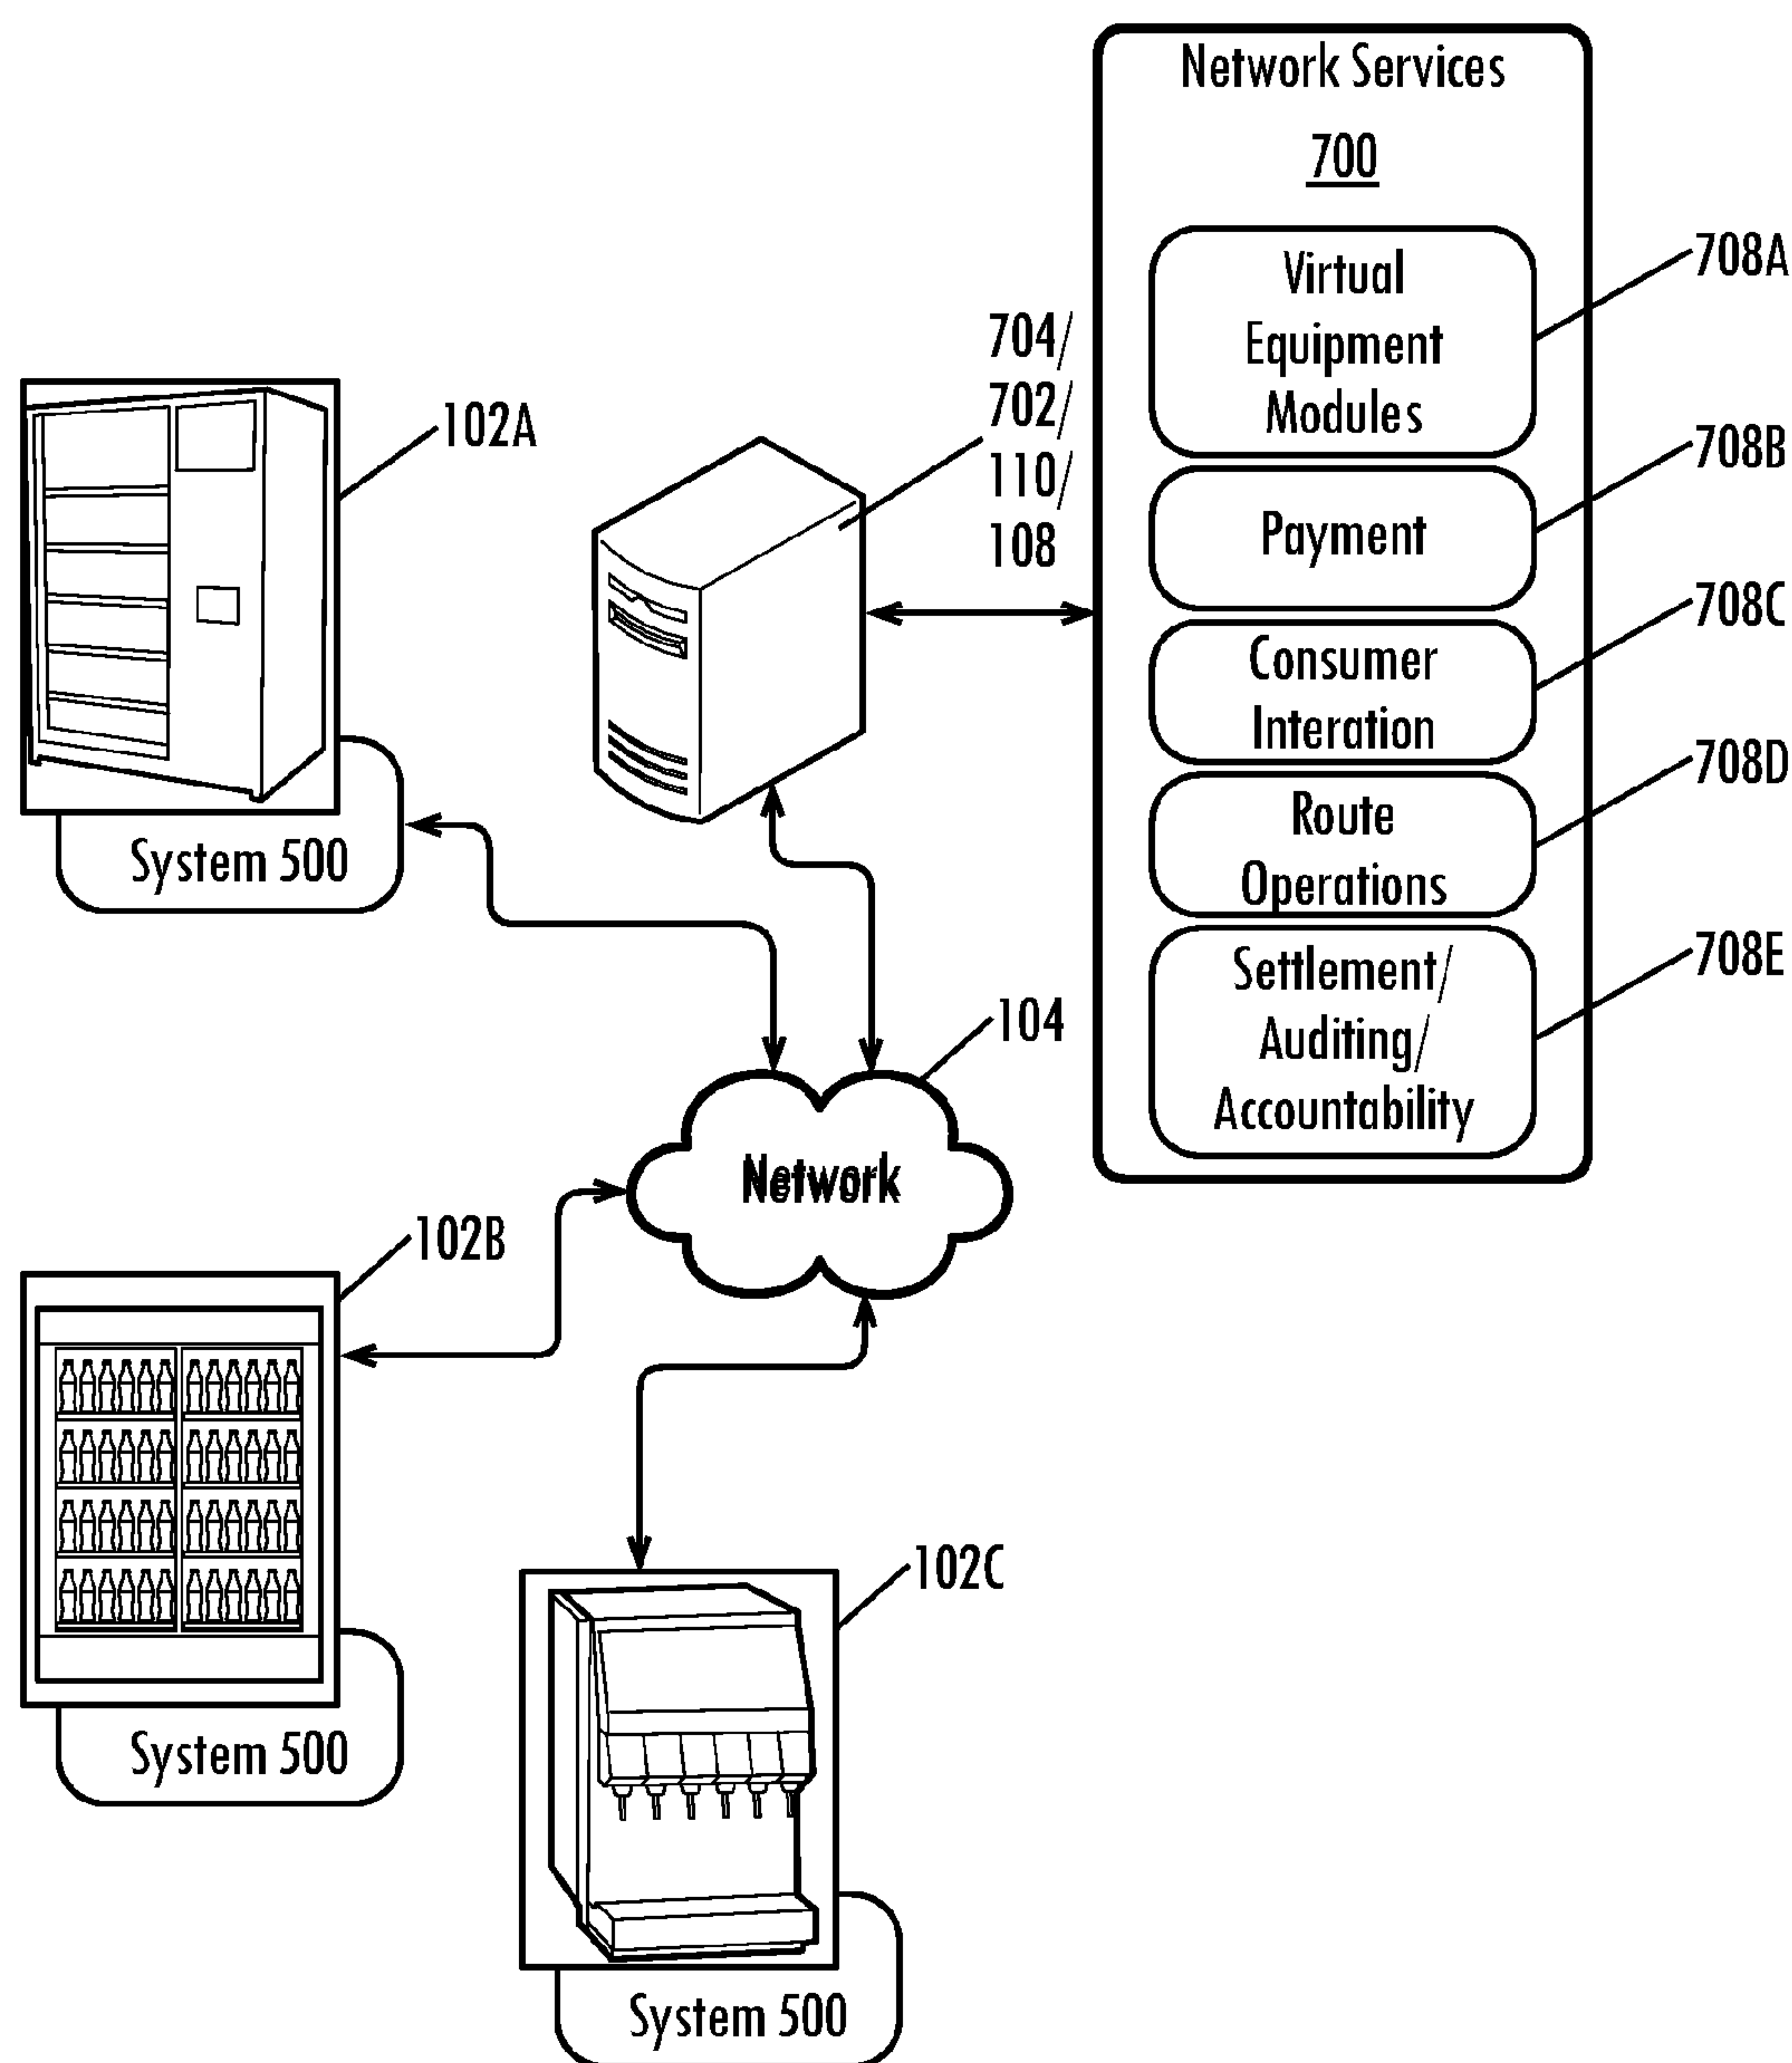 Network Services
700
Virtual
Equipment
Modules
708A
Payment
708B
Consumer
Interation
708C
Route
Operations
708D
Settlement/
Auditing/
Accountability
708E
704/
702/
110/
108
102A
System 500
104
Network
102B
System 500
102C
System 500